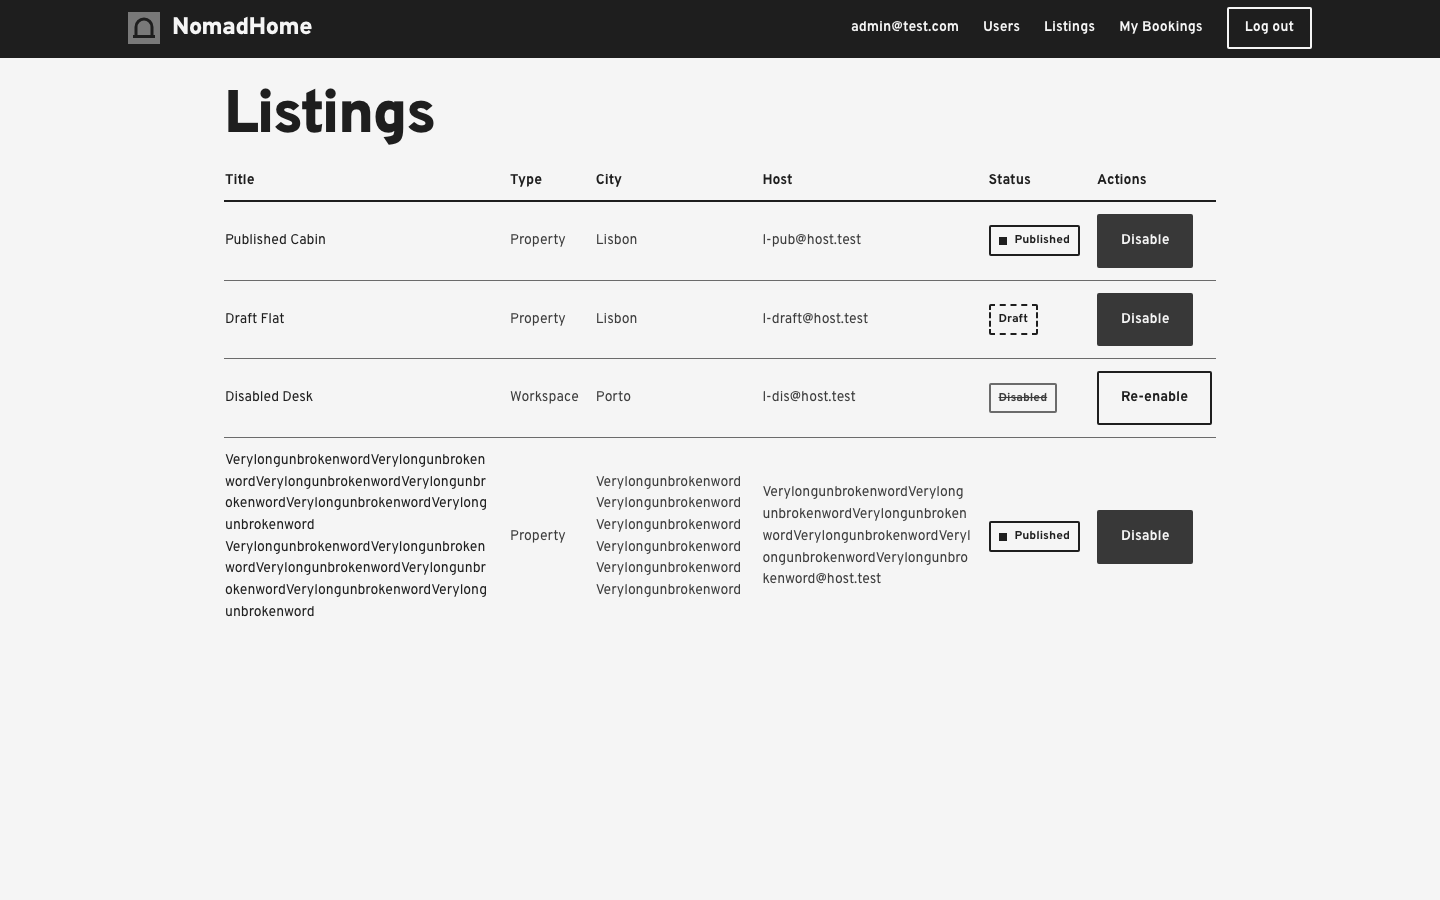 NomadHome
admin@test.com Users Listings My Bookings Log out
Listings
Title Type City Host Status Actions
Published Cabin Property Lisbon l-pub@host.test Published Disable
Draft Flat Property Lisbon l-draft@host.test Draft Disable
Disabled Desk Workspace Porto l-dis@host.test Disabled Re-enable
VerylongunbrokenwordVerylongunbroken
wordVerylongunbrokenwordVerylongunbr
okenwordVerylongunbrokenwordVerylong
unbrokenword
VerylongunbrokenwordVerylongunbroken
wordVerylongunbrokenwordVerylongunbr
okenwordVerylongunbrokenwordVerylong
unbrokenword
Property
Verylongunbrokenword
Verylongunbrokenword
Verylongunbrokenword
Verylongunbrokenword
Verylongunbrokenword
Verylongunbrokenword
VerylongunbrokenwordVerylong
unbrokenwordVerylongunbroken
wordVerylongunbrokenwordVeryl
ongunbrokenwordVerylongunbro
kenword@host.test
Published
Disable